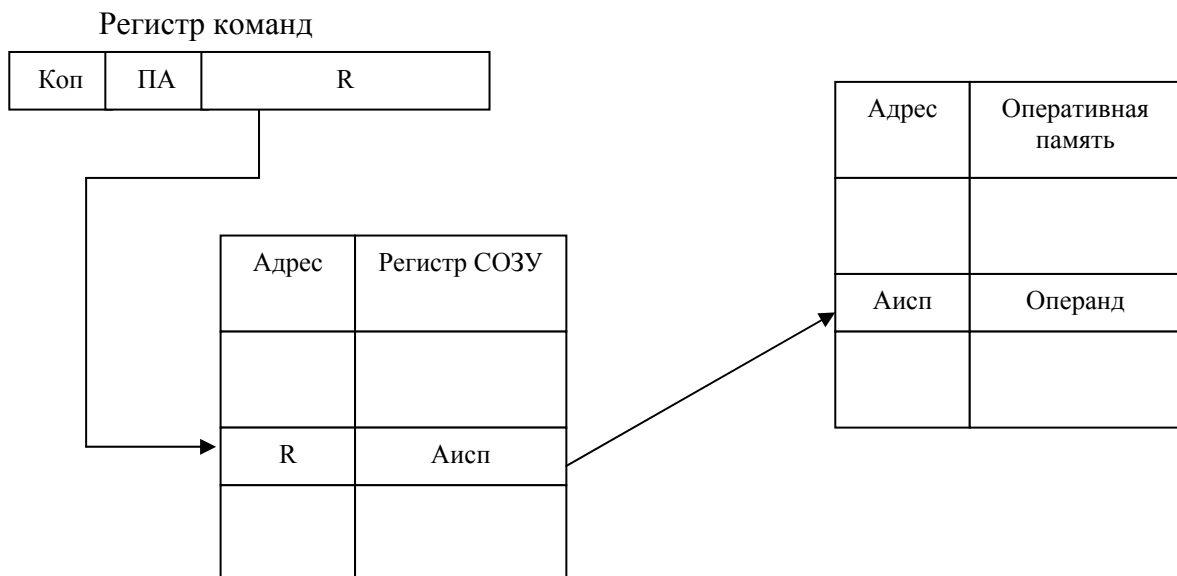 Регистр команд
Коп ПА R
Адрес Оперативная
память
Адрес Регистр СОЗУ
Аисп Операнд
R Аисп